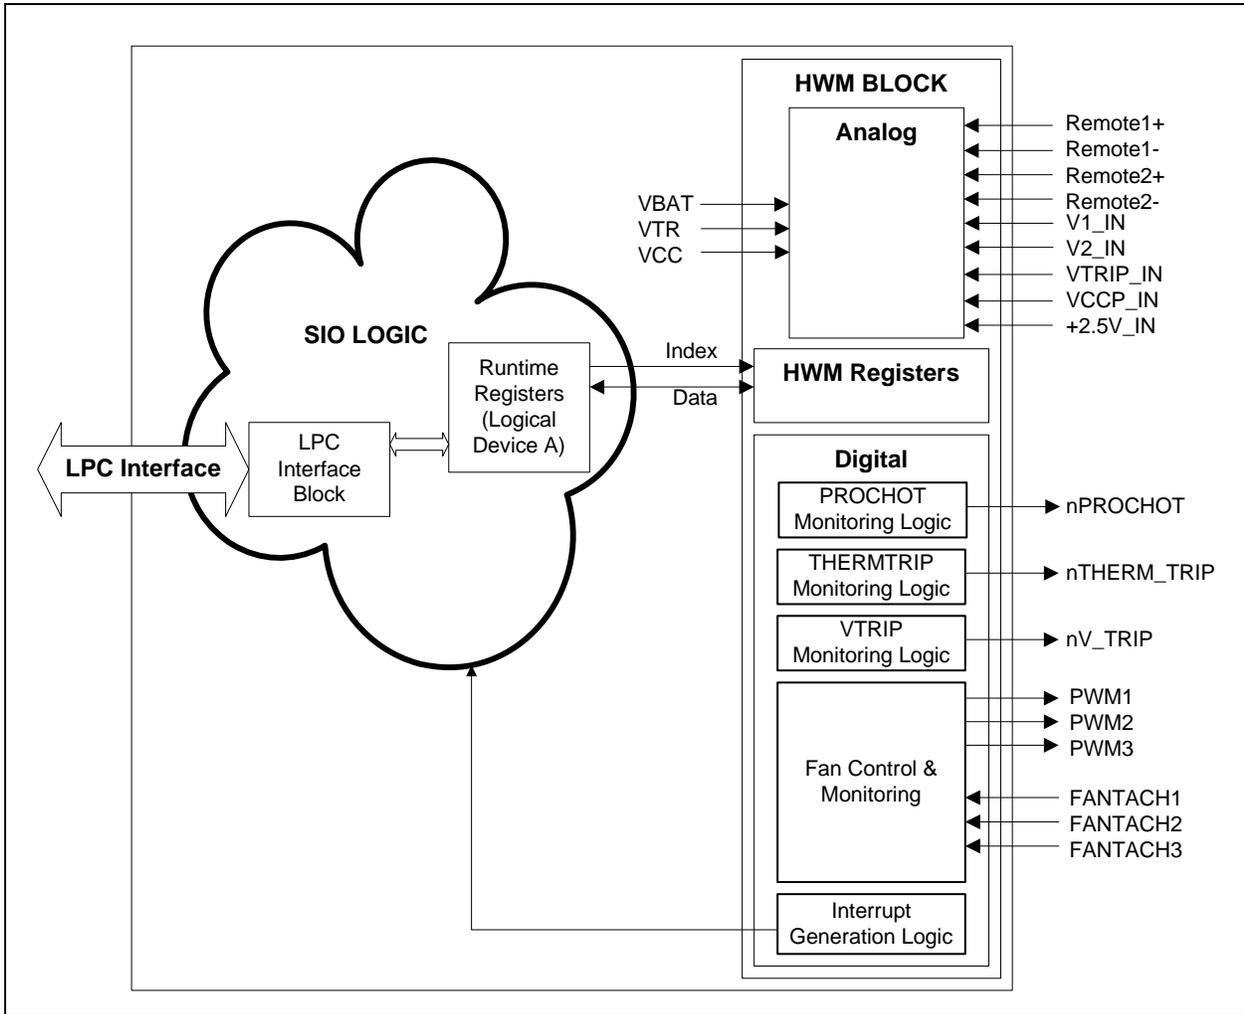 HWM BLOCK
Analog
Remote1+
Remote1-
Remote2+
Remote2-
V1_IN
V2_IN
VTRIP_IN
VCCP_IN
+2.5V_IN
VBAT
VTR
VCC
SIO LOGIC
Runtime
Registers
(Logical
Device A)
Index
Data
HWM Registers
LPC Interface
LPC
Interface
Block
Digital
PROCHOT
Monitoring Logic
nPROCHOT
THERMTRIP
Monitoring Logic
nTHERM_TRIP
VTRIP
Monitoring Logic
nV_TRIP
Fan Control &
Monitoring
PWM1
PWM2
PWM3
FANTACH1
FANTACH2
FANTACH3
Interrupt
Generation Logic